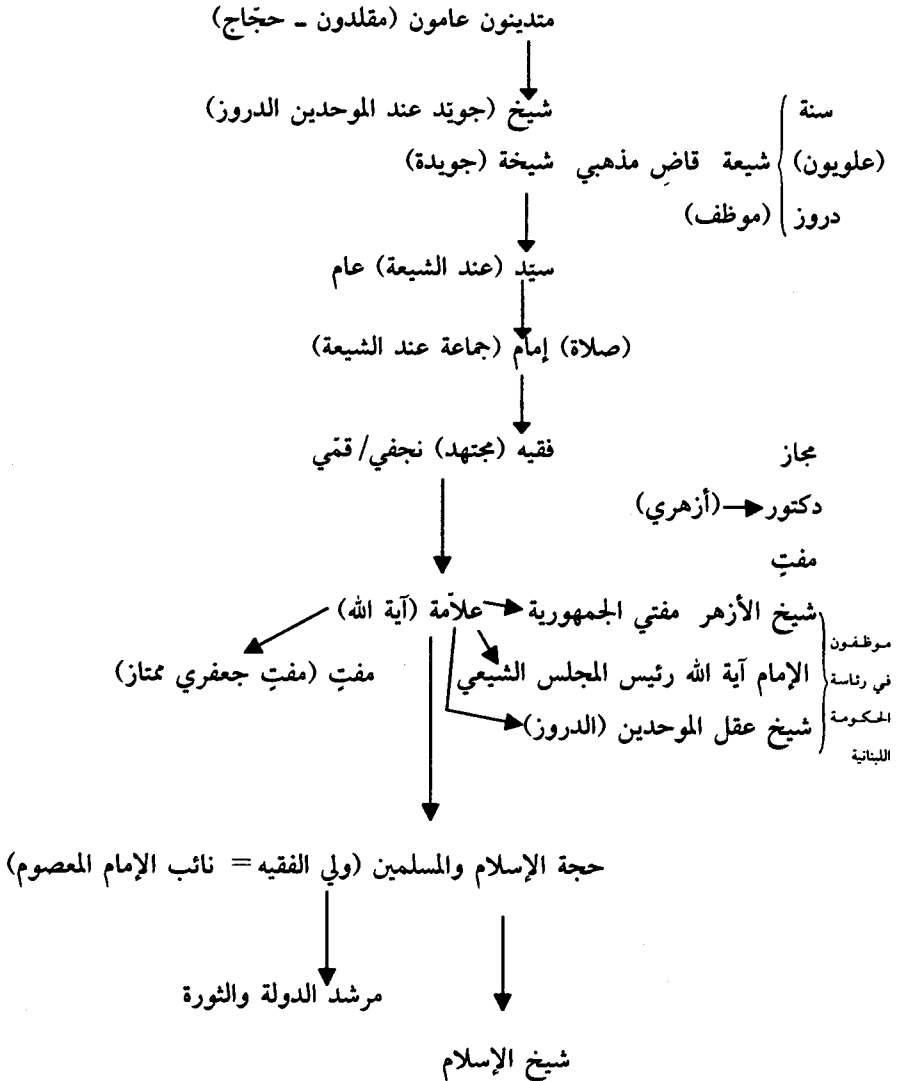 متدينون عامون (مقلدون ـ حجّاج)
شيخ (جويّد عند الموحدين الدروز)
سنة
(علويون) شيعة قاضٍ مذهبي شيخة (جويدة)
دروز (موظف)
سيّد (عند الشيعة) عام
(صلاة) إمام (جماعة عند الشيعة)
مجاز
فقيه (مجتهد) نجفي/ قمّي
دكتور (أزهري)
مفتٍ
شيخ الأزهر مفتي الجمهورية علاّمة (آية الله)
موظفون
في رئاسة
الحكومة
اللبنانية
الإمام آية الله رئيس المجلس الشيعي
مفتٍ (مفتٍ جعفري ممتاز)
شيخ عقل الموحدين (الدروز)
حجة الإسلام والمسلمين (ولي الفقيه = نائب الإمام المعصوم)
مرشد الدولة والثورة
شيخ الإسلام